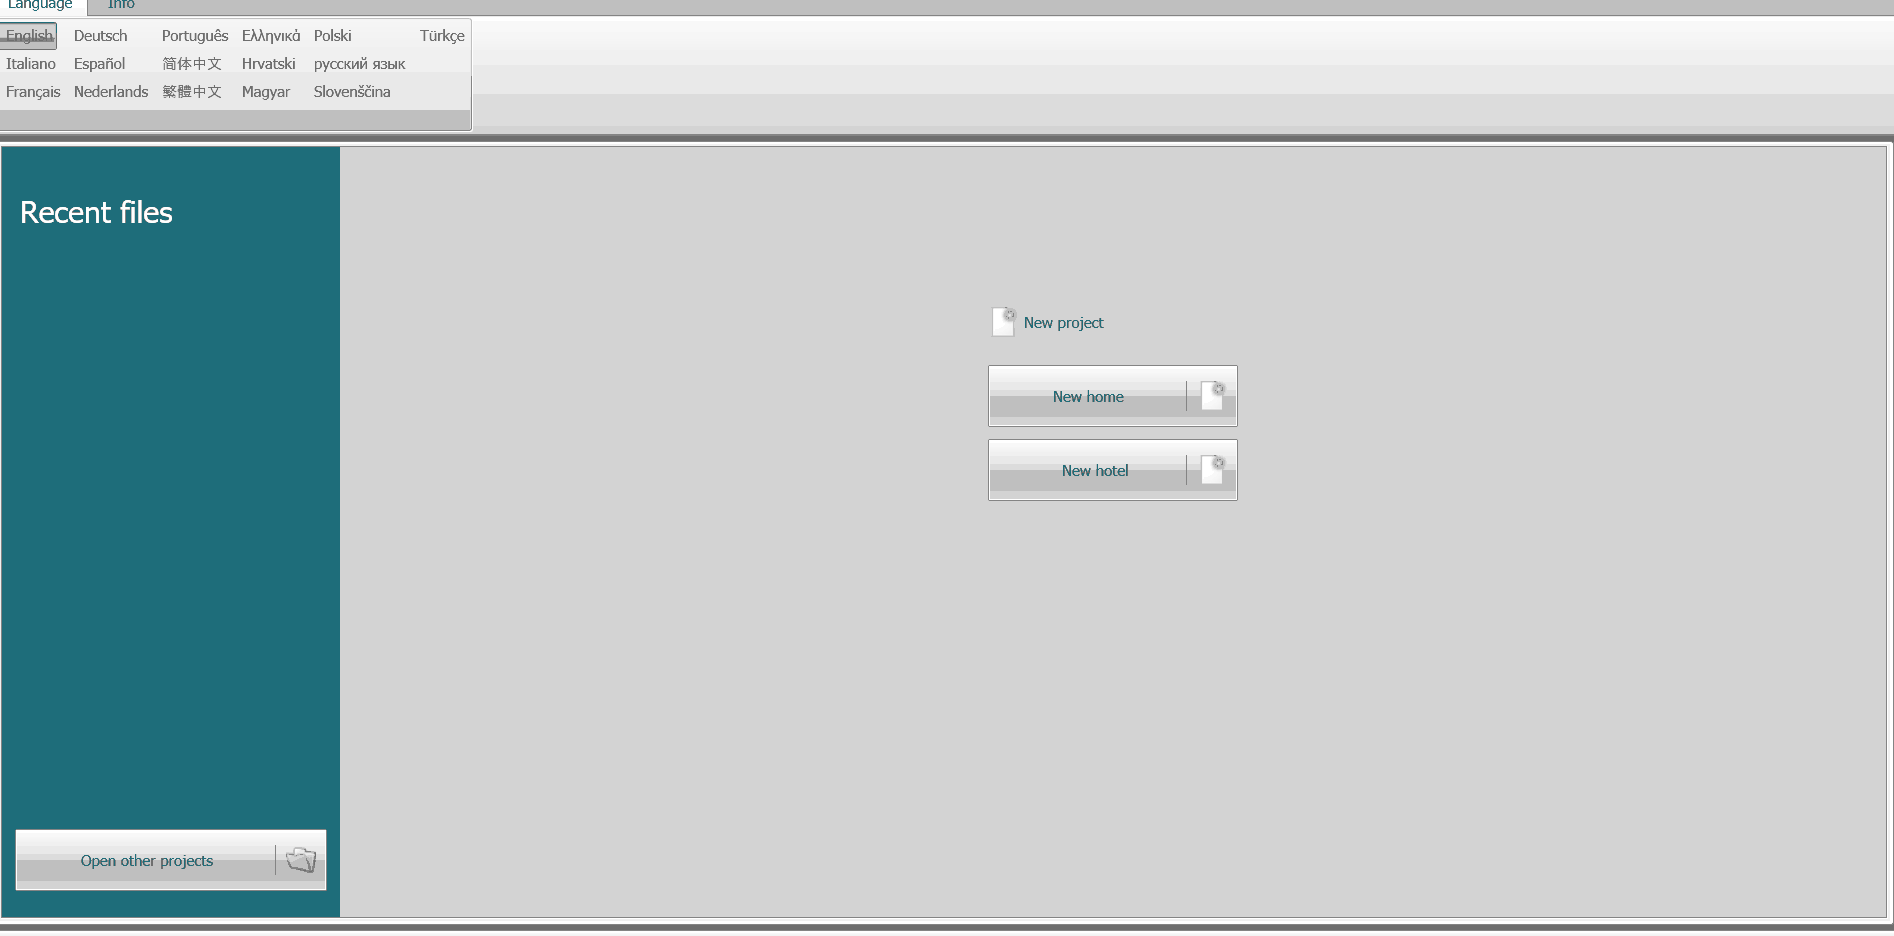 Language Info
English Deutsch Português Ελληνικά Polski Türkçe
Italiano Español 简体中文 Hrvatski русский язык
Français Nederlands 繁體中文 Magyar Slovenščina
Recent files
New project
New home
New hotel
Open other projects